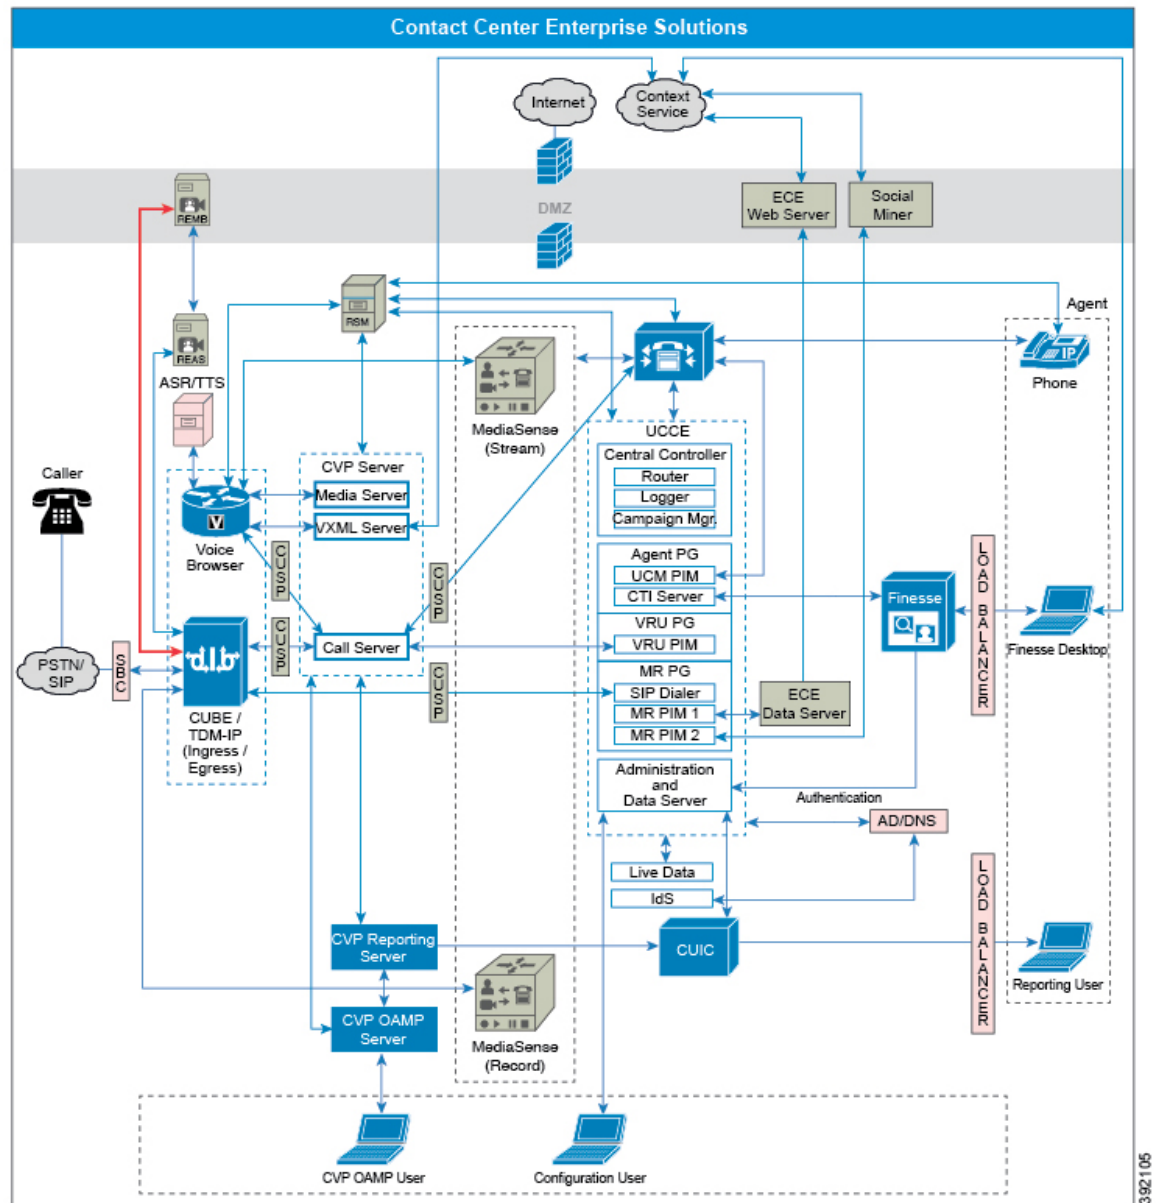 Contact Center Enterprise Solutions
Internet
Context
Service
REMB
DMZ
ECE
Web Server
Social
Miner
RSM
Agent
REAS
ASR/TTS
IP
Phone
MediaSense
(Stream)
UCCE
Central Controller
Router
Logger
Campaign Mgr.
CVP Server
Media Server
VXML Server
Caller
V
Voice
Browser
CUSP
CUSP
Agent PG
UCM PIM
CTI Server
Finesse
LOAD BALANCER
Finesse Desktop
VRU PG
VRU PIM
CUSP
Call Server
PSTN/
SIP
SBC
CUBE /
TDM-IP
(Ingress /
Egress)
CUSP
MR PG
SIP Dialer
MR PIM 1
MR PIM 2
ECE
Data Server
Administration
and
Data Server
Authentication
AD/DNS
Live Data
IdS
LOAD BALANCER
CVP Reporting
Server
CUIC
Reporting User
CVP OAMP
Server
MediaSense
(Record)
CVP OAMP User
Configuration User
392105